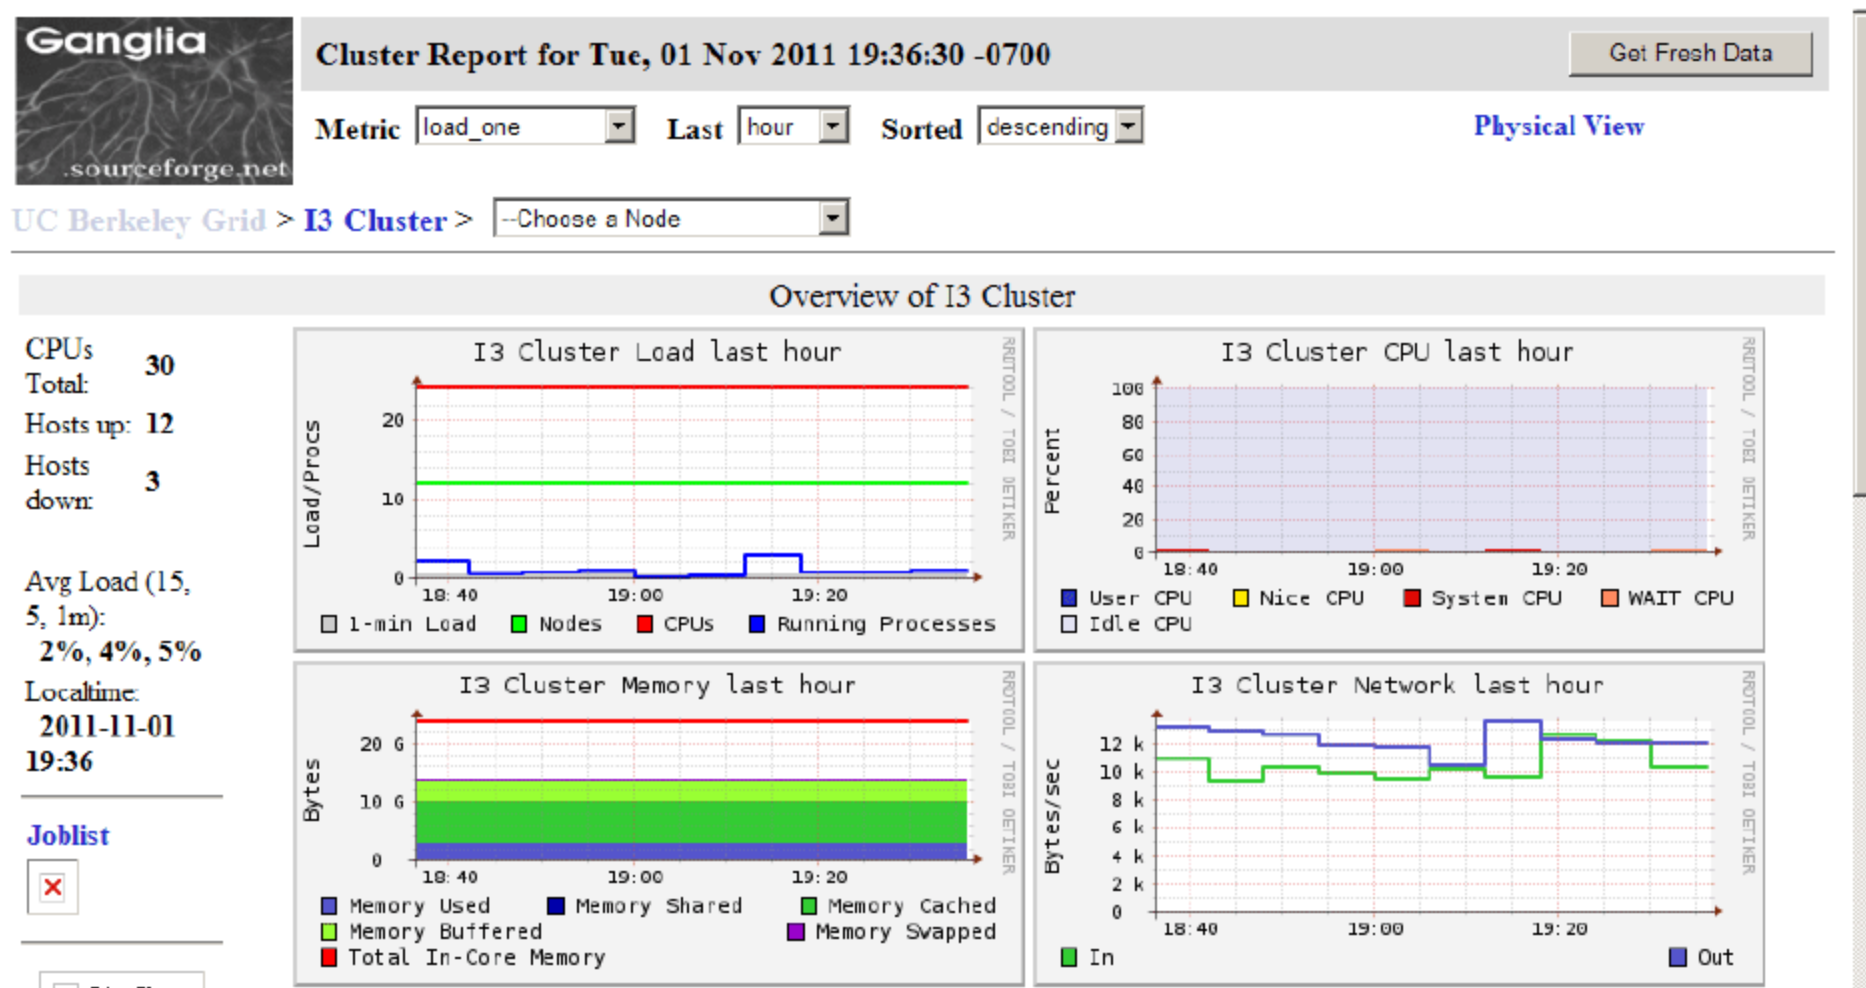 Ganglia
.sourceforge.net
Cluster Report for Tue, 01 Nov 2011 19:36:30 -0700
Get Fresh Data
Metric load_one Last hour Sorted descending
Physical View
UC Berkeley Grid > I3 Cluster > --Choose a Node
Overview of I3 Cluster
CPUs
Total: 30
Hosts up: 12
Hosts
down: 3
Avg Load (15,
5, 1m):
2%, 4%, 5%
Localtime:
2011-11-01
19:36
Joblist
I3 Cluster Load last hour
Load/Procs
20
10
0
18:40 19:00 19:20
1-min Load Nodes CPUs Running Processes
RRDTOOL / TOBI OETIKER
I3 Cluster CPU last hour
Percent
100
80
60
40
20
0
18:40 19:00 19:20
User CPU Nice CPU System CPU WAIT CPU
Idle CPU
RRDTOOL / TOBI OETIKER
I3 Cluster Memory last hour
Bytes
20 G
10 G
0
18:40 19:00 19:20
Memory Used Memory Shared Memory Cached
Memory Buffered Memory Swapped
Total In-Core Memory
RRDTOOL / TOBI OETIKER
I3 Cluster Network last hour
Bytes/sec
12 k
10 k
8 k
6 k
4 k
2 k
0
18:40 19:00 19:20
In Out
RRDTOOL / TOBI OETIKER